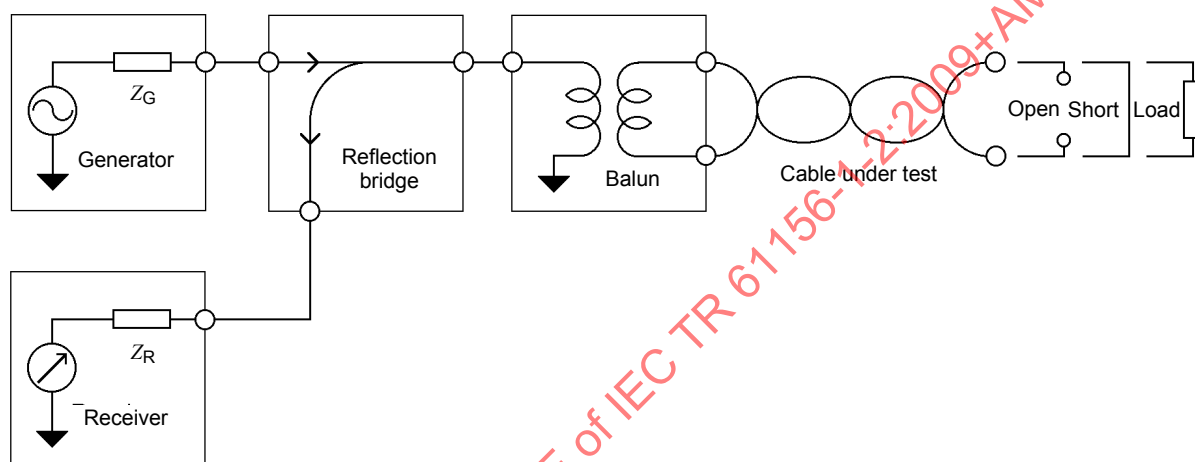 Z_G
Generator
Reflection
bridge
Balun
Cable under test
Open Short Load
Z_R
Receiver
E of IEC TR 61156-1-2:2009+AM